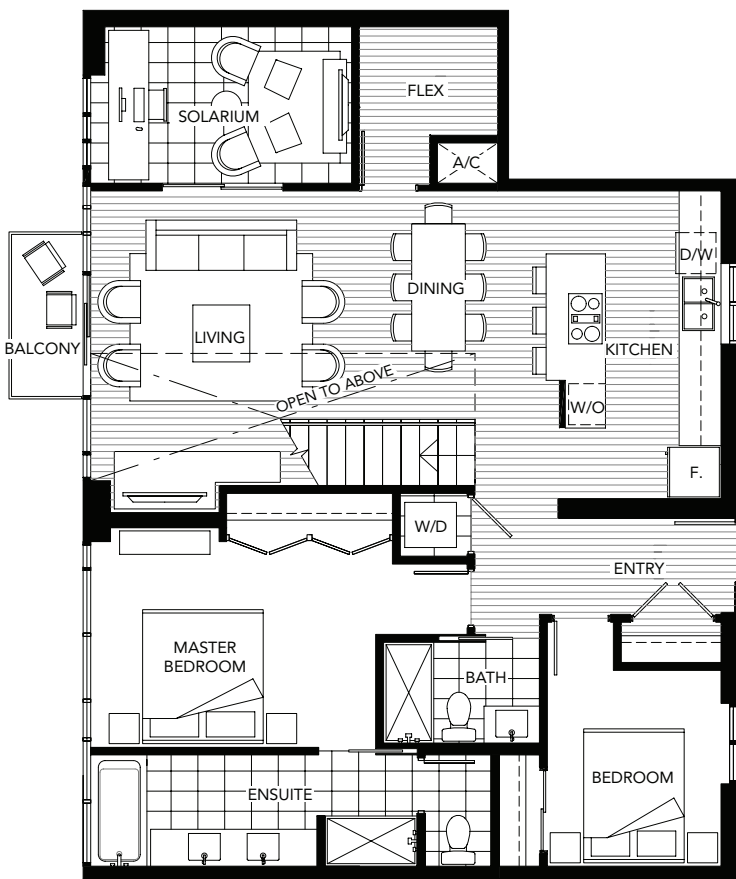 FLEX
SOLARIUM
A/C
D/W
DINING
LIVING
BALCONY
KITCHEN
OPEN TO ABOVE
W/O
F.
W/D
ENTRY
MASTER
BEDROOM
BATH
BEDROOM
ENSUITE